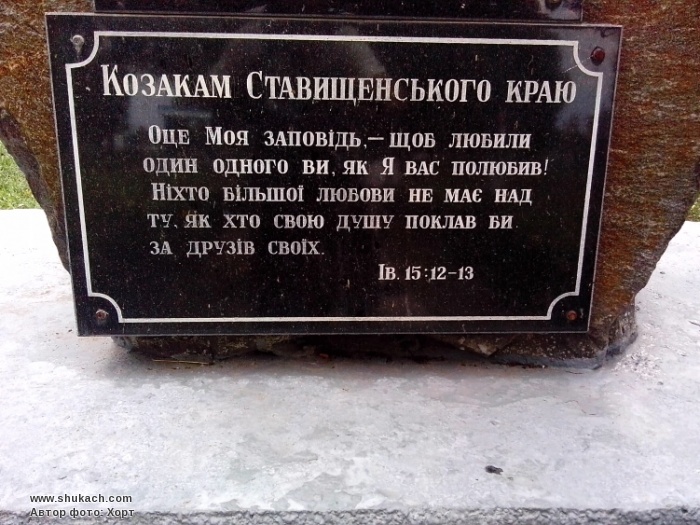 Козакам Ставищенського краю
Оце Моя заповідь,— щоб любили
один одного ви, як Я вас полюбив!
Ніхто більшої любови не має над
ту, як хто свою душу поклав би
за друзів своїх.
Ів. 15:12-13
www.shukach.com
Автор фото: Хорт